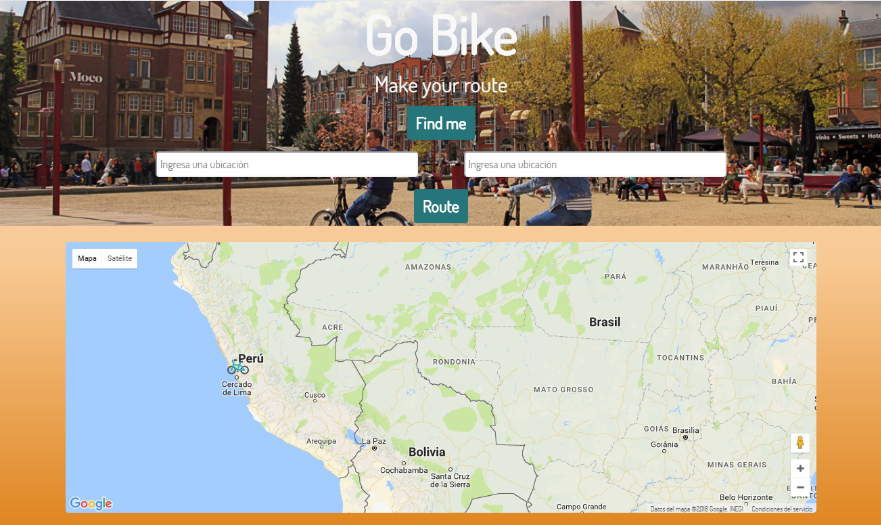 Go Bike
Moco
Make your route
Find me
Ingresa una ubicación
Ingresa una ubicación
Route
Mapa
Satélite
AMAZONAS
MARANHÃO
Teresina
PARÁ
PIAUÍ
Brasil
ACRE
Perú
RONDONIA
TOCANTINS
Cercado
de Lima
Cusco
MATO GROSSO
BAHÍA
GOIÁS
Brasilia
Arequipa
La Paz
Goiânia
Bolivia
Cochabamba
Santa Cruz
de la Sierra
MINAS GERAIS
Belo Horizonte
Google
Campo Grande
Datos del mapa ©2018 Google, INEGI
Condiciones del servicio